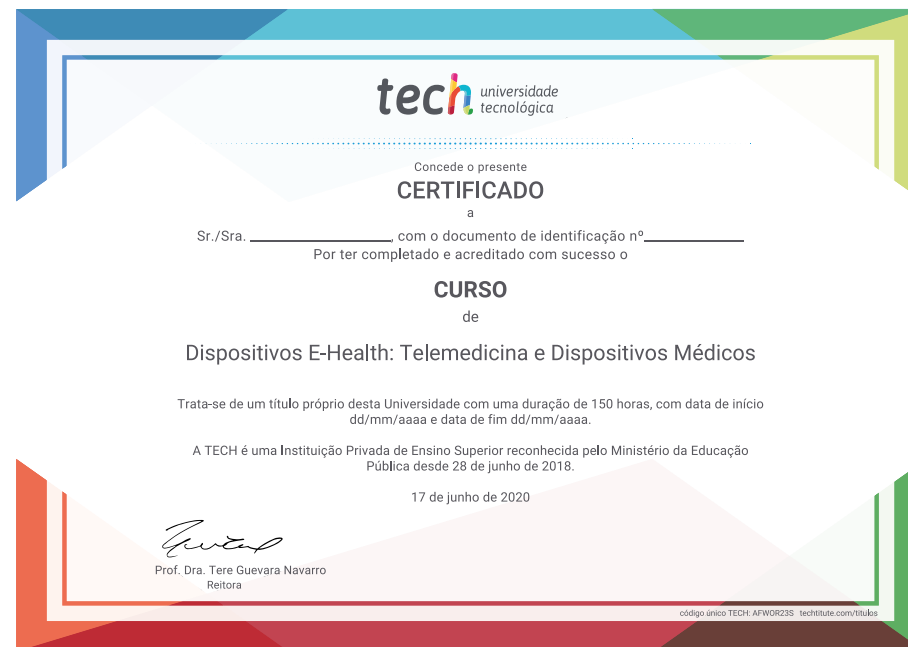 tech universidade
tecnológica
Concede o presente
CERTIFICADO
a
Sr./Sra. ____________________, com o documento de identificação nº______________
Por ter completado e acreditado com sucesso o
CURSO
de
Dispositivos E-Health: Telemedicina e Dispositivos Médicos
Trata-se de um título próprio desta Universidade com uma duração de 150 horas, com data de início
dd/mm/aaaa e data de fim dd/mm/aaaa.
A TECH é uma Instituição Privada de Ensino Superior reconhecida pelo Ministério da Educação
Pública desde 28 de junho de 2018.
17 de junho de 2020
Prof. Dra. Tere Guevara Navarro
Reitora
código único TECH: AFWOR23S techtitute.com/titulos